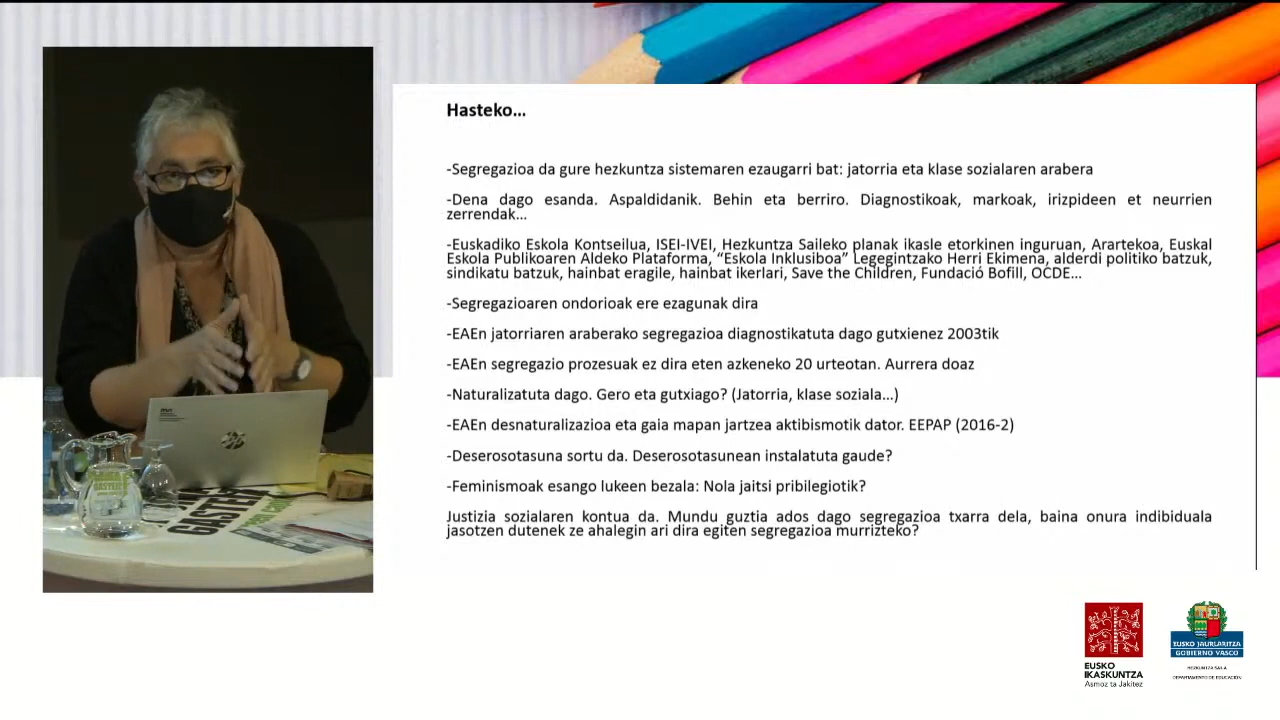 Hasteko...
-Segregazioa da gure hezkuntza sistemaren ezaugarri bat: jatorria eta klase sozialaren arabera
-Dena dago esanda. Aspaldidanik. Behin eta berriro. Diagnostikoak, markoak, irizpideen et neurrien
zerrendak...
-Euskadiko Eskola Kontseilua, ISEI-IVEI, Hezkuntza Saileko planak ikasle etorkinen inguruan, Arartekoa, Euskal
Eskola Publikoaren Aldeko Plataforma, “Eskola Inklusiboa” Legegintzako Herri Ekimena, alderdi politiko batzuk,
sindikatu batzuk, hainbat eragile, hainbat ikerlari, Save the Children, Fundació Bofill, OCDE...
-Segregazioaren ondorioak ere ezagunak dira
-EAEn jatorriaren araberako segregazioa diagnostikatuta dago gutxienez 2003tik
-EAEn segregazio prozesuak ez dira eten azkeneko 20 urteotan. Aurrera doaz
-Naturalizatuta dago. Gero eta gutxiago? (Jatorria, klase soziala...)
-EAEn desnaturalizazioa eta gaia mapan jartzea aktibismotik dator. EEPAP (2016-2)
-Deserosotasuna sortu da. Deserosotasunean instalatuta gaude?
-Feminismoak esango lukeen bezala: Nola jaitsi pribilegiotik?
Justizia sozialaren kontua da. Mundu guztia ados dago segregazioa txarra dela, baina onura indibiduala
jasotzen dutenek ze ahalegin ari dira egiten segregazioa murrizteko?
EUSKO
IKASKUNTZA
Asmoz ta Jakitez
EUSKO JAURLARITZA
GOBIERNO VASCO
HEZKUNTZA SAILA
DEPARTAMENTO DE EDUCACIÓN